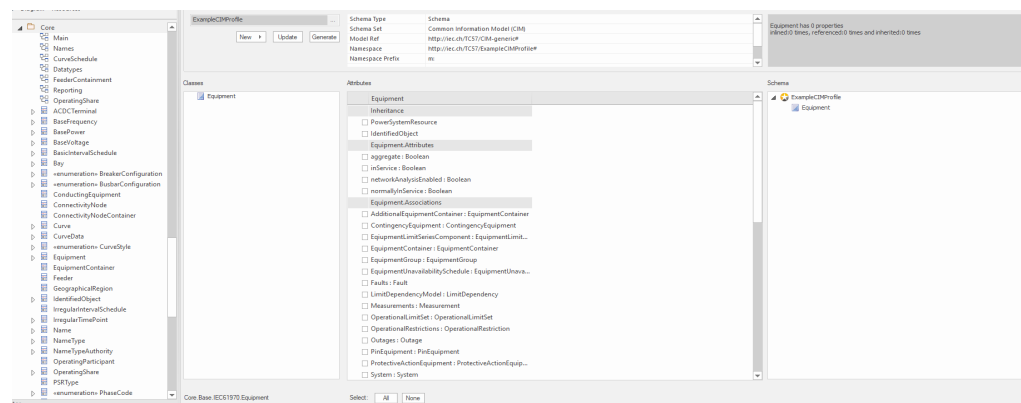 Core
Main
Names
CurveSchedule
Datatypes
FeederContainment
Reporting
OperatingShare
ACDCTerminal
BaseFrequency
BasePower
BaseVoltage
BasicIntervalSchedule
Bay
«enumeration» BreakerConfiguration
«enumeration» BusbarConfiguration
ConductingEquipment
ConnectivityNode
ConnectivityNodeContainer
Curve
CurveData
«enumeration» CurveStyle
Equipment
EquipmentContainer
Feeder
GeographicalRegion
IdentifiedObject
IrregularIntervalSchedule
IrregularTimePoint
Name
NameType
NameTypeAuthority
OperatingParticipant
OperatingShare
PSRType
«enumeration» PhaseCode
ExampleCIMProfile ...
New Update Generate
Schema Type Schema
Schema Set Common Information Model (CIM)
Model Ref http://iec.ch/TC57/CIM-generic#
Namespace http://iec.ch/TC57/ExampleCIMProfile#
Namespace Prefix mi
Equipment has 0 properties
inlined:0 times, referenced:0 times and inherited:0 times
Classes
Equipment
Attributes
Equipment
Inheritance
PowerSystemResource
IdentifiedObject
Equipment.Attributes
aggregate : Boolean
inService : Boolean
networkAnalysisEnabled : Boolean
normallyInService : Boolean
Equipment.Associations
AdditionalEquipmentContainer : EquipmentContainer
ContingencyEquipment : ContingencyEquipment
EqiupmentLimitSeriesComponent : EquipmentLimit...
EquipmentContainer : EquipmentContainer
EquipmentGroup : EquipmentGroup
EquipmentUnavailabilitySchedule : EquipmentUnava...
Faults : Fault
LimitDependencyModel : LimitDependency
Measurements : Measurement
OperationalLimitSet : OperationalLimitSet
OperationalRestrictions : OperationalRestriction
Outages : Outage
PinEquipment : PinEquipment
ProtectiveActionEquipment : ProtectiveActionEquip...
System : System
Schema
ExampleCIMProfile
Equipment
Core.Base.IEC61970.Equipment
Select: All None